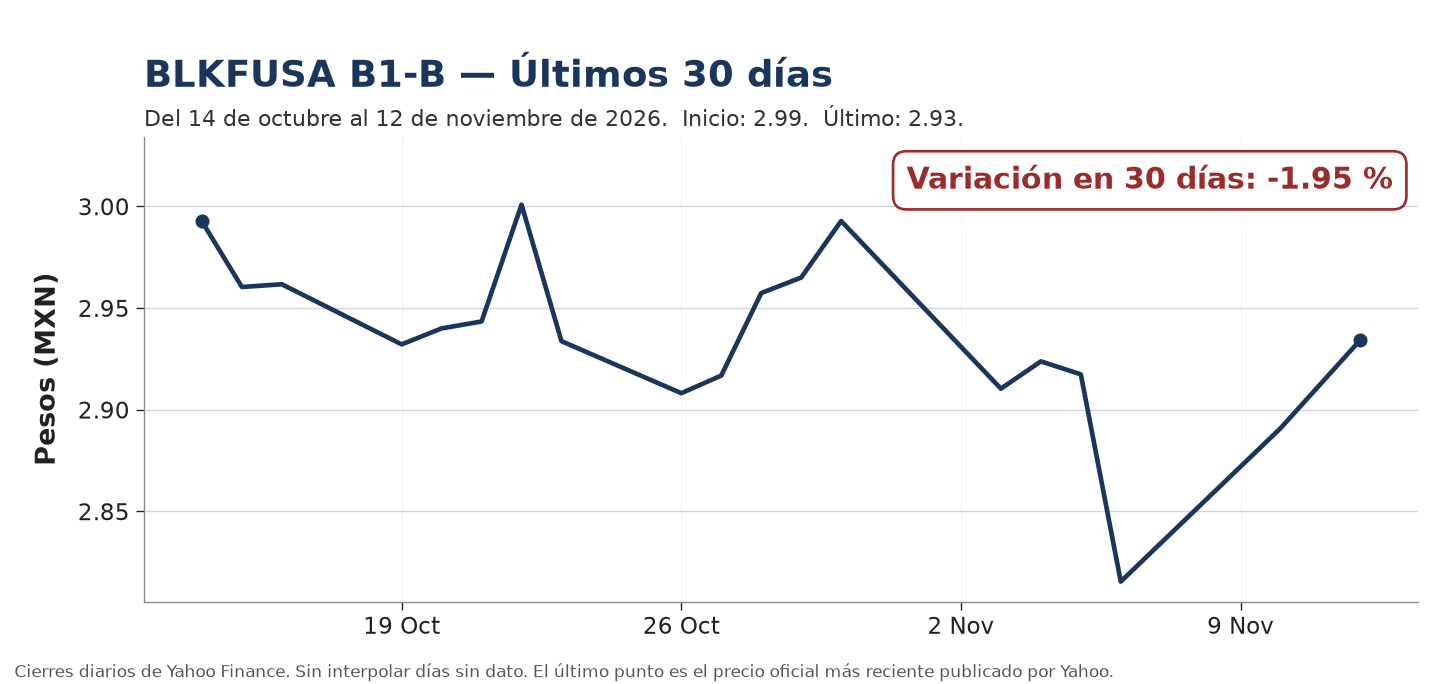 BLKFUSA B1-B — Últimos 30 días
Del 14 de octubre al 12 de noviembre de 2026.  Inicio: 2.99.  Último: 2.93.
Variación en 30 días: -1.95 %
Pesos (MXN)
3.00
2.95
2.90
2.85
19 Oct
26 Oct
2 Nov
9 Nov
Cierres diarios de Yahoo Finance. Sin interpolar días sin dato. El último punto es el precio oficial más reciente publicado por Yahoo.